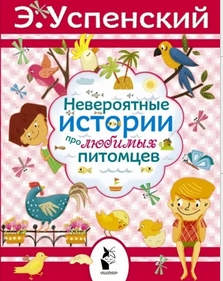 Э. Успенский
Невероятные
истории
про любимых
питомцев